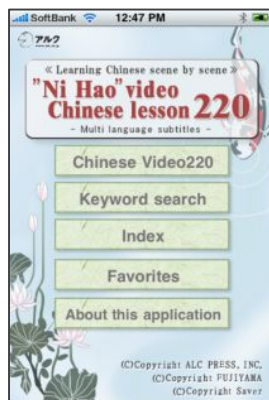 SoftBank 12:47 PM
アルク
≪ Learning Chinese scene by scene ≫
"Ni Hao" video
Chinese lesson 220
- Multi language subtitles -
Chinese Video220
Keyword search
Index
Favorites
About this application
(C)Copyright ALC PRESS, INC.
(C)Copyright FUJIYAMA
(C)Copyright Saver